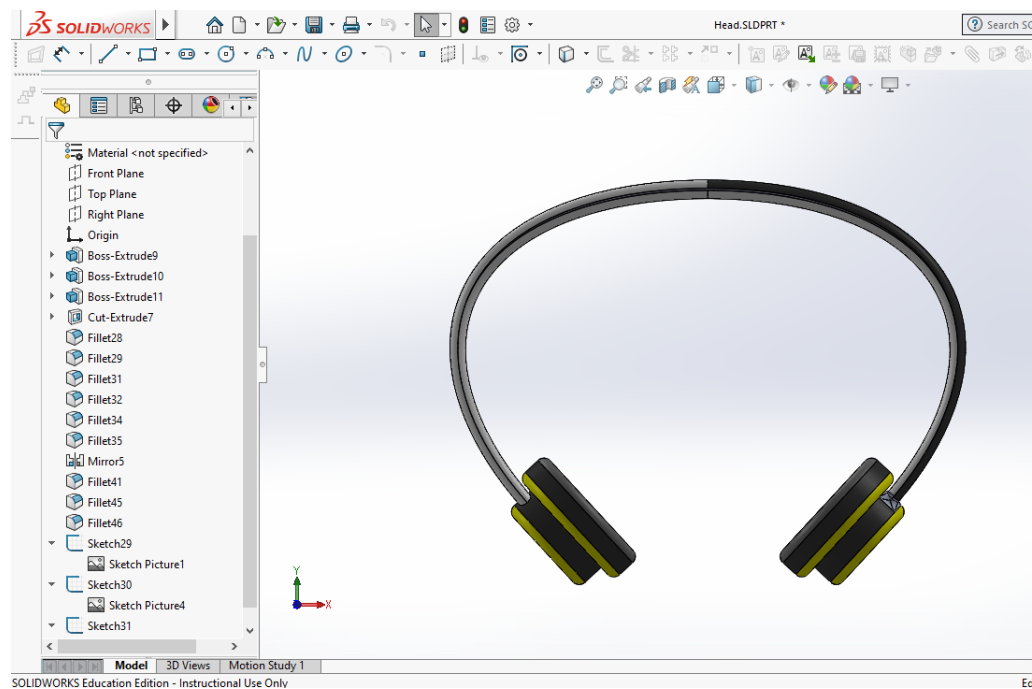 SOLIDWORKS
Head.SLDPRT *
Search SC
Material <not specified>
Front Plane
Top Plane
Right Plane
Origin
Boss-Extrude9
Boss-Extrude10
Boss-Extrude11
Cut-Extrude7
Fillet28
Fillet29
Fillet31
Fillet32
Fillet34
Fillet35
Mirror5
Fillet41
Fillet45
Fillet46
Sketch29
Sketch Picture1
Sketch30
Sketch Picture4
Sketch31
Y
X
Model 3D Views Motion Study 1
SOLIDWORKS Education Edition - Instructional Use Only